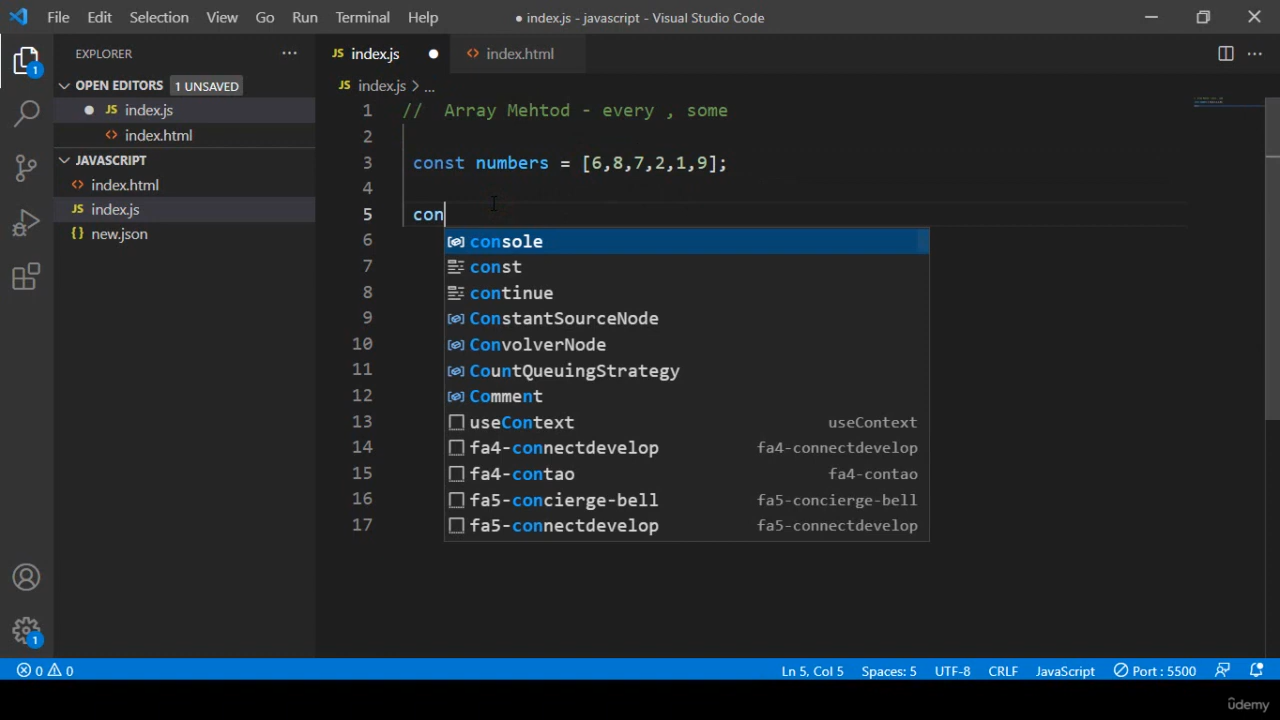 File Edit Selection View Go Run Terminal Help
● index.js - javascript - Visual Studio Code
EXPLORER
OPEN EDITORS 1 UNSAVED
JS index.js
<> index.html
JAVASCRIPT
<> index.html
JS index.js
{} new.json
1
1
JS index.js
<> index.html
JS index.js > ...
1 // Array Mehtod - every , some
2
3 const numbers = [6,8,7,2,1,9];
4
5 con
6
7
8
9
10
11
12
13
14
15
16
17
console
const
continue
ConstantSourceNode
ConvolverNode
CountQueuingStrategy
Comment
useContext useContext
fa4-connectdevelop fa4-connectdevelop
fa4-contao fa4-contao
fa5-concierge-bell fa5-concierge-bell
fa5-connectdevelop fa5-connectdevelop
0 0 Ln 5, Col 5 Spaces: 5 UTF-8 CRLF JavaScript Port : 5500
ûdemy